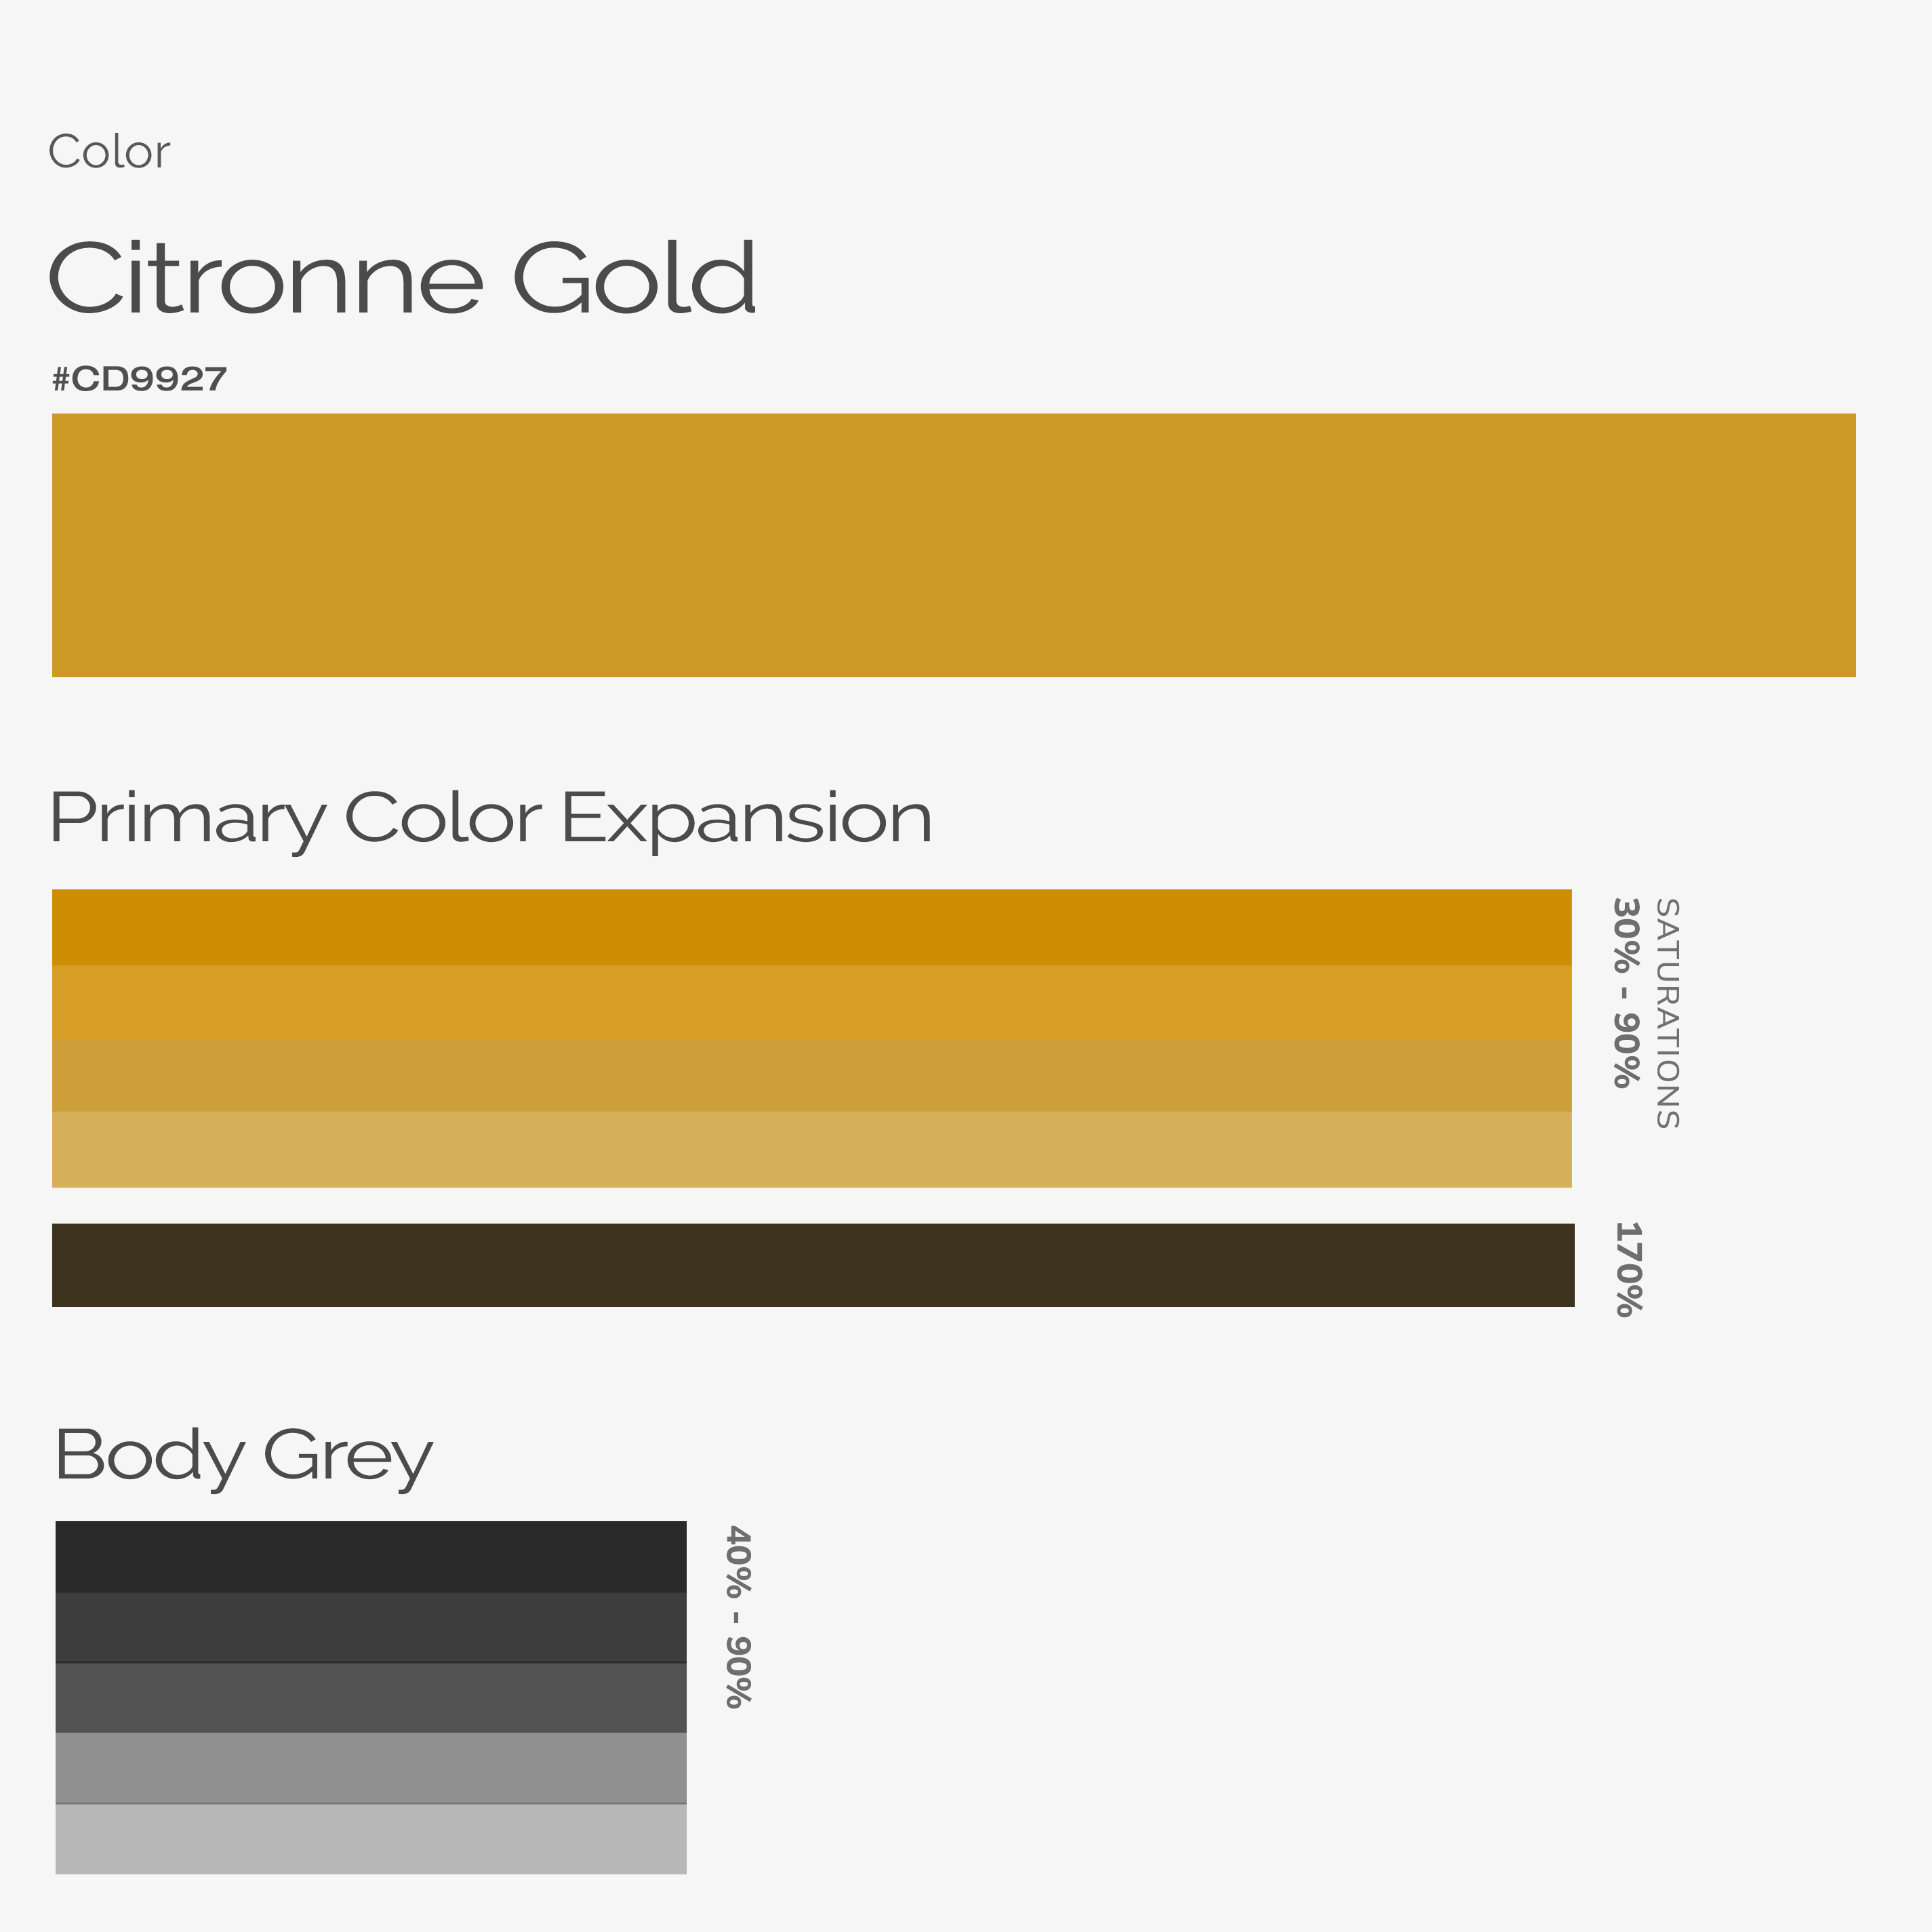 Color
Citronne Gold
#CD9927
Primary Color Expansion
SATURATIONS
30% - 90%
170%
Body Grey
40% - 90%